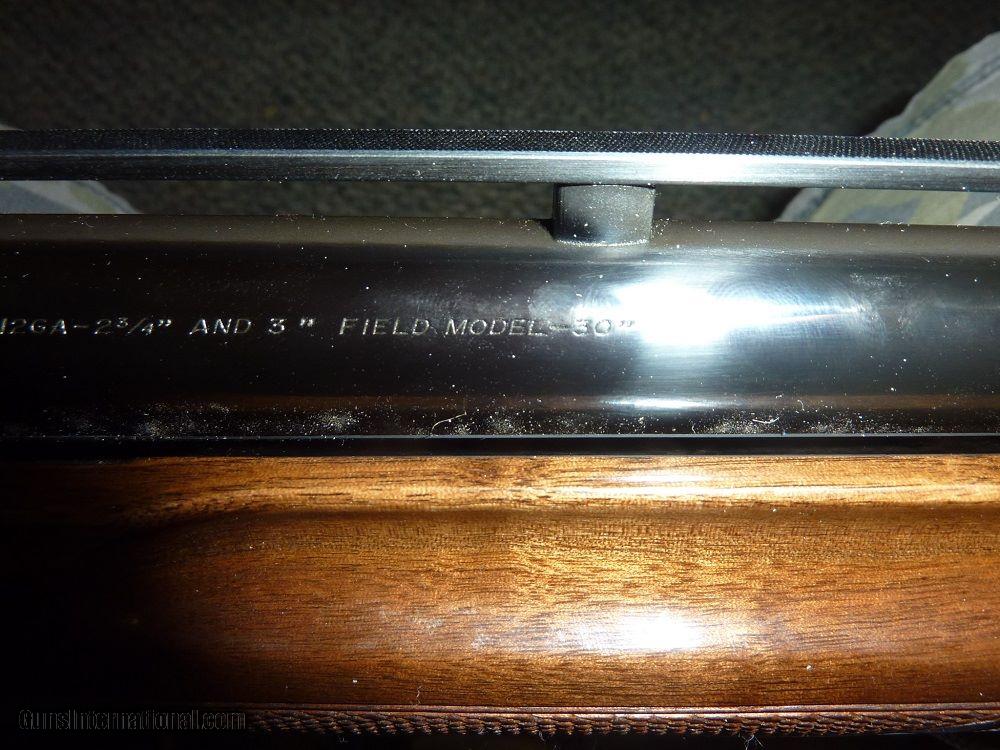 12GA-2¾" AND 3" FIELD MODEL-30"
GunsInternational.com